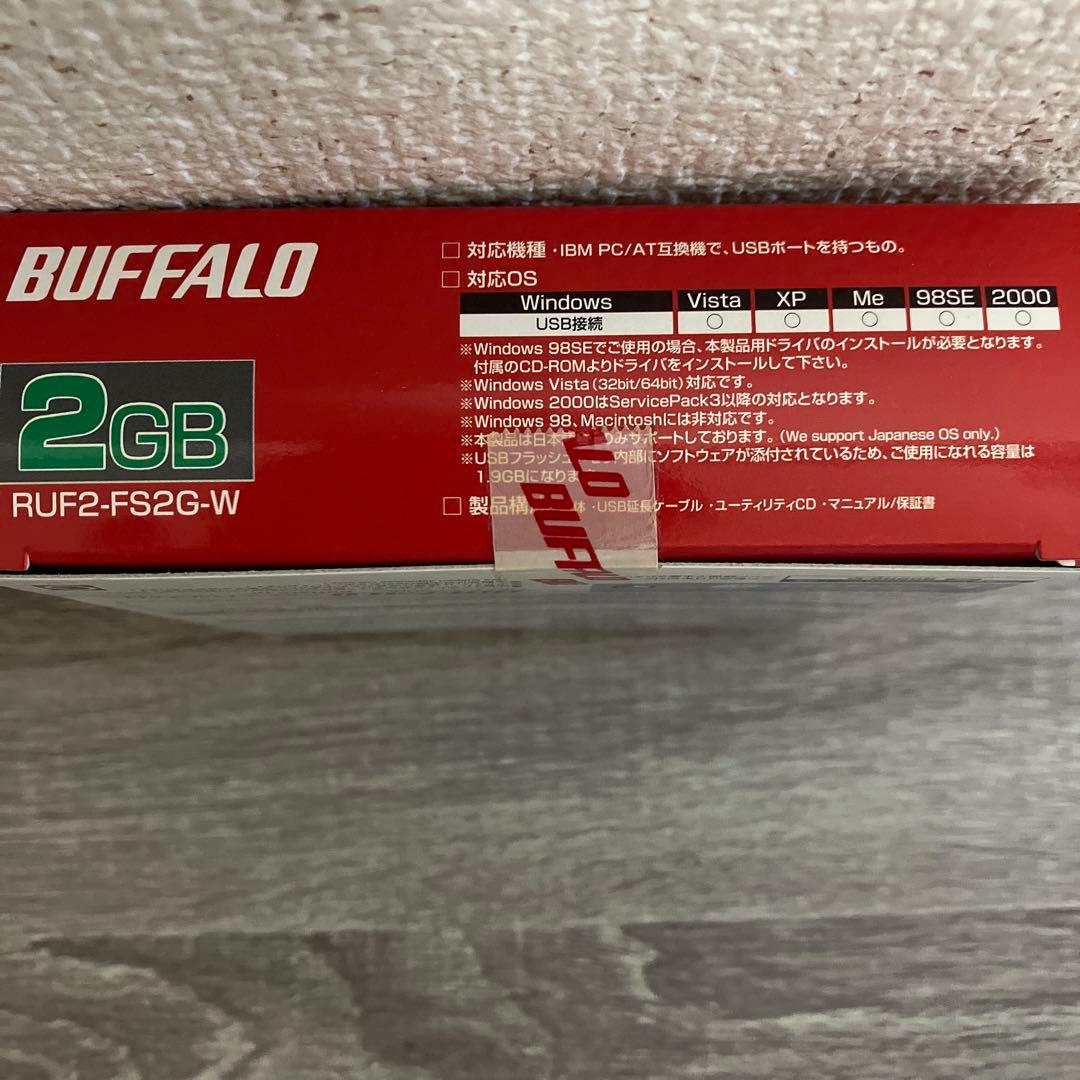 BUFFALO
2GB
RUF2-FS2G-W
□ 対応機種・IBM PC/AT互換機で、USBポートを持つもの。
□ 対応OS
Windows Vista XP Me 98SE 2000
USB接続 ○ ○ ○ ○ ○
※Windows 98SEでご使用の場合、本製品用ドライバのインストールが必要となります。
付属のCD-ROMよりドライバをインストールして下さい。
※Windows Vista(32bit/64bit)対応です。
※Windows 2000はServicePack3以降の対応となります。
※Windows 98、Macintoshには非対応です。
※本製品は日本 のみサポートしております。(We support Japanese OS only.)
※USBフラッシュ 内部にソフトウェアが添付されているため、ご使用になれる容量は
1.9GBになりま
□ 製品構 体・USB延長ケーブル・ユーティリティCD・マニュアル/保証書
BUFFALO